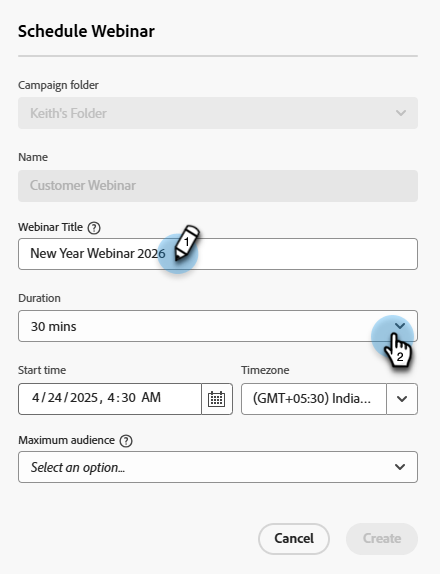 Schedule Webinar
Campaign folder
Keith's Folder
Name
Customer Webinar
Webinar Title ?
New Year Webinar 2026
1
Duration
30 mins
2
Start time Timezone
4/24/2025, 4:30 AM (GMT+05:30) India...
Maximum audience ?
Select an option...
Cancel Create